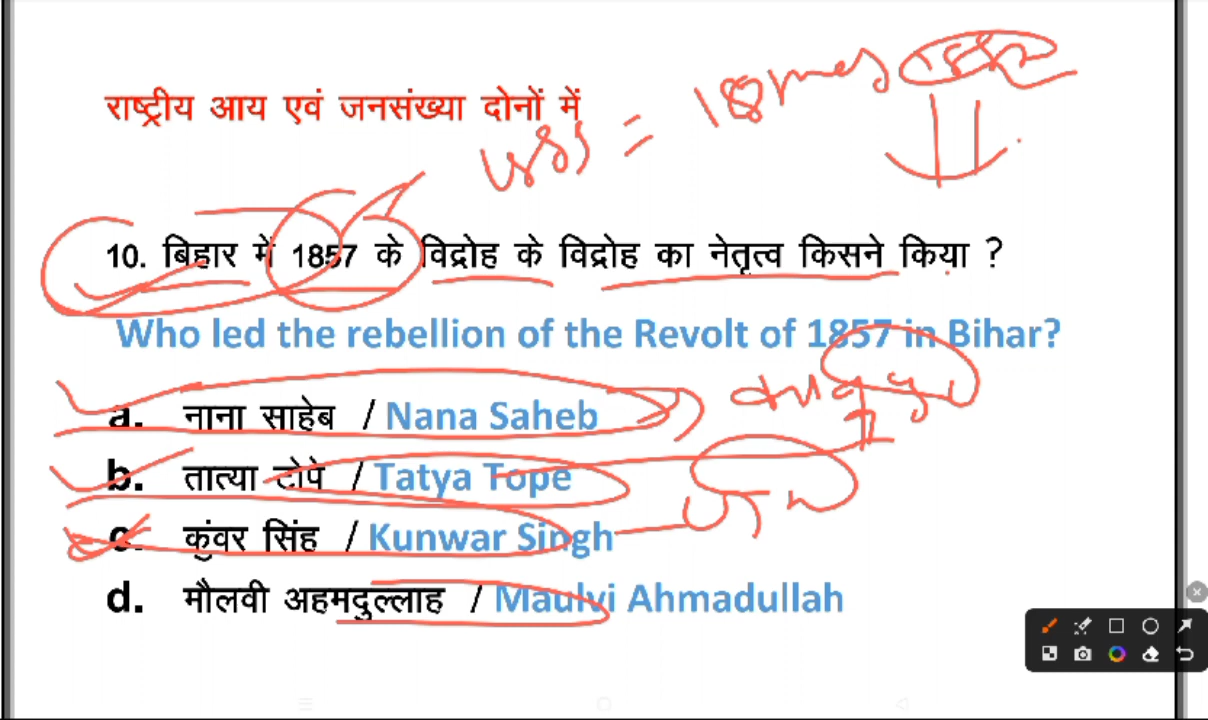 राष्ट्रीय आय एवं जनसंख्या दोनों में
10. बिहार में 1857 के विद्रोह के विद्रोह का नेतृत्व किसने किया ?
Who led the rebellion of the Revolt of 1857 in Bihar?
a. नाना साहेब / Nana Saheb
b. तात्या टोपे / Tatya Tope
c. कुंवर सिंह / Kunwar Singh
d. मौलवी अहमदुल्लाह / Maulvi Ahmadullah